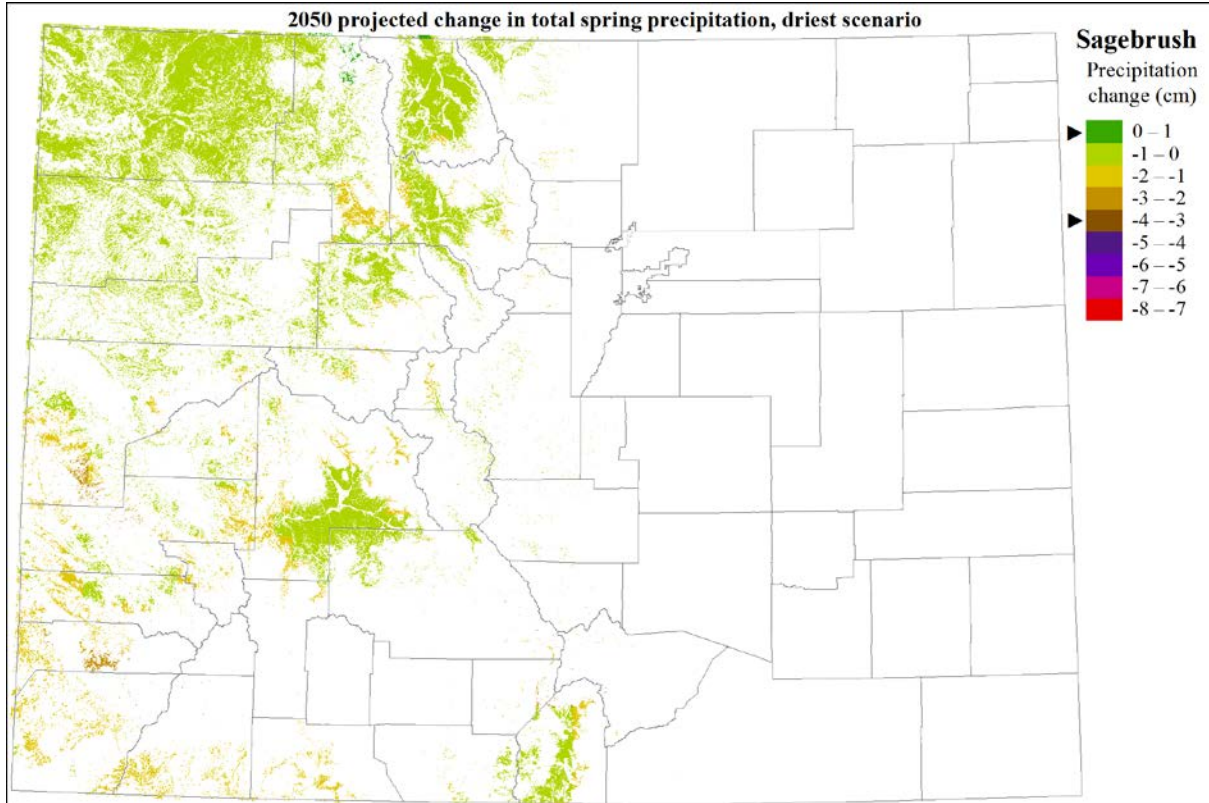 2050 projected change in total spring precipitation, driest scenario
Sagebrush
Precipitation
change (cm)
0 – 1
-1 – 0
-2 – -1
-3 – -2
-4 – -3
-5 – -4
-6 – -5
-7 – -6
-8 – -7